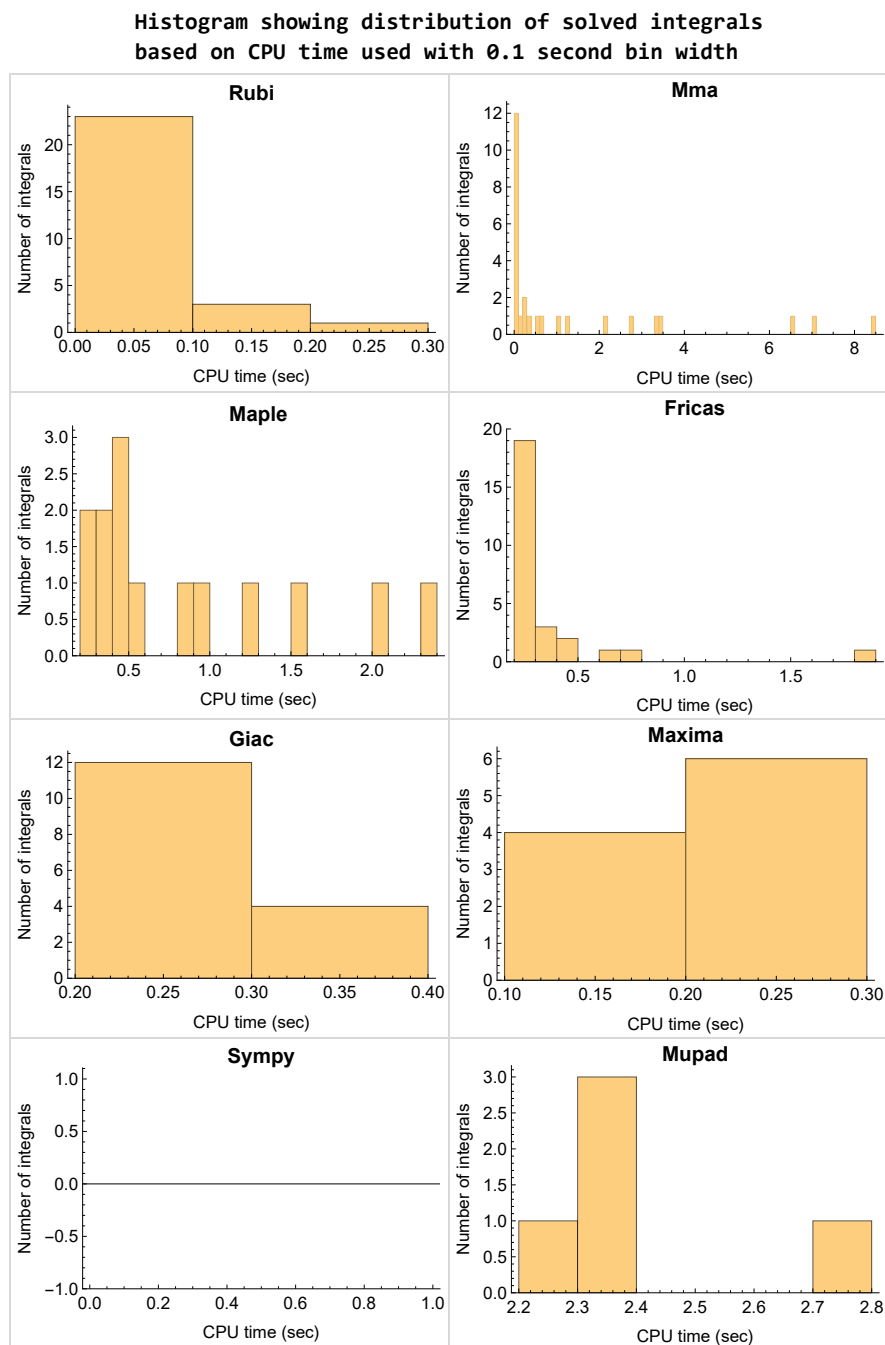 Histogram showing distribution of solved integrals
based on CPU time used with 0.1 second bin width
Rubi
Number of integrals
20
15
10
5
0
0.00 0.05 0.10 0.15 0.20 0.25 0.30
CPU time (sec)
Mma
Number of integrals
12
10
8
6
4
2
0
0 2 4 6 8
CPU time (sec)
Maple
Number of integrals
3.0
2.5
2.0
1.5
1.0
0.5
0.0
0.5 1.0 1.5 2.0
CPU time (sec)
Fricas
Number of integrals
20
15
10
5
0
0.5 1.0 1.5
CPU time (sec)
Giac
Number of integrals
12
10
8
6
4
2
0
0.20 0.25 0.30 0.35 0.40
CPU time (sec)
Maxima
Number of integrals
6
5
4
3
2
1
0
0.10 0.15 0.20 0.25 0.30
CPU time (sec)
Sympy
Number of integrals
1.0
0.5
0.0
−0.5
−1.0
0.0 0.2 0.4 0.6 0.8 1.0
CPU time (sec)
Mupad
Number of integrals
3.0
2.5
2.0
1.5
1.0
0.5
0.0
2.2 2.3 2.4 2.5 2.6 2.7 2.8
CPU time (sec)